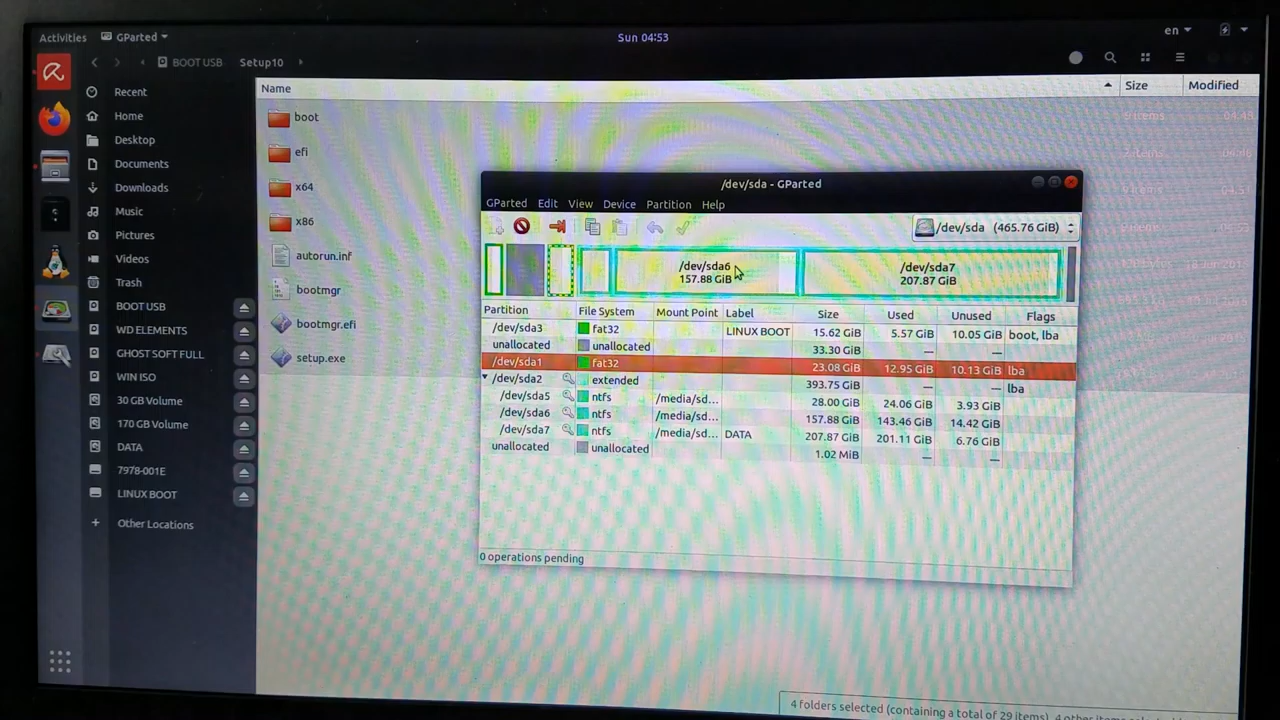 Activities GParted Sun 04:53 en
BOOT USB Setup10
Recent
Home
Desktop
Documents
Downloads
Music
Pictures
Videos
Trash
BOOT USB
WD ELEMENTS
GHOST SOFT FULL
WIN ISO
30 GB Volume
170 GB Volume
DATA
7978-001E
LINUX BOOT
+ Other Locations
Name Size Modified
boot
efi
x64
x86
autorun.inf
bootmgr
bootmgr.efi
setup.exe
/dev/sda - GParted
GParted Edit View Device Partition Help
/dev/sda (465.76 GiB)
/dev/sda6
157.88 GiB
/dev/sda7
207.87 GiB
Partition File System Mount Point Label Size Used Unused Flags
/dev/sda3 fat32 LINUX BOOT 15.62 GiB 5.57 GiB 10.05 GiB boot, lba
unallocated unallocated 33.30 GiB — —
/dev/sda1 fat32 23.08 GiB 12.95 GiB 10.13 GiB lba
/dev/sda2 extended 393.75 GiB — — lba
/dev/sda5 ntfs /media/sd... 28.00 GiB 24.06 GiB 3.93 GiB
/dev/sda6 ntfs /media/sd... 157.88 GiB 143.46 GiB 14.42 GiB
/dev/sda7 ntfs /media/sd... DATA 207.87 GiB 201.11 GiB 6.76 GiB
unallocated unallocated 1.02 MiB — —
0 operations pending
4 folders selected (containing a total of 29 items), 4 other items